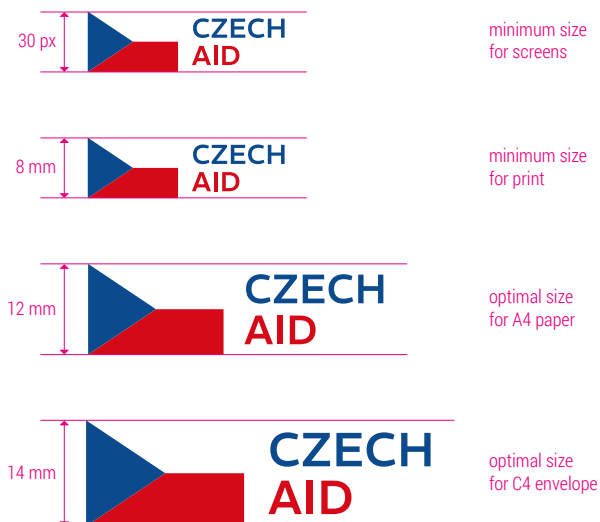 30 px
CZECH
AID
minimum size
for screens
8 mm
CZECH
AID
minimum size
for print
12 mm
CZECH
AID
optimal size
for A4 paper
14 mm
CZECH
AID
optimal size
for C4 envelope